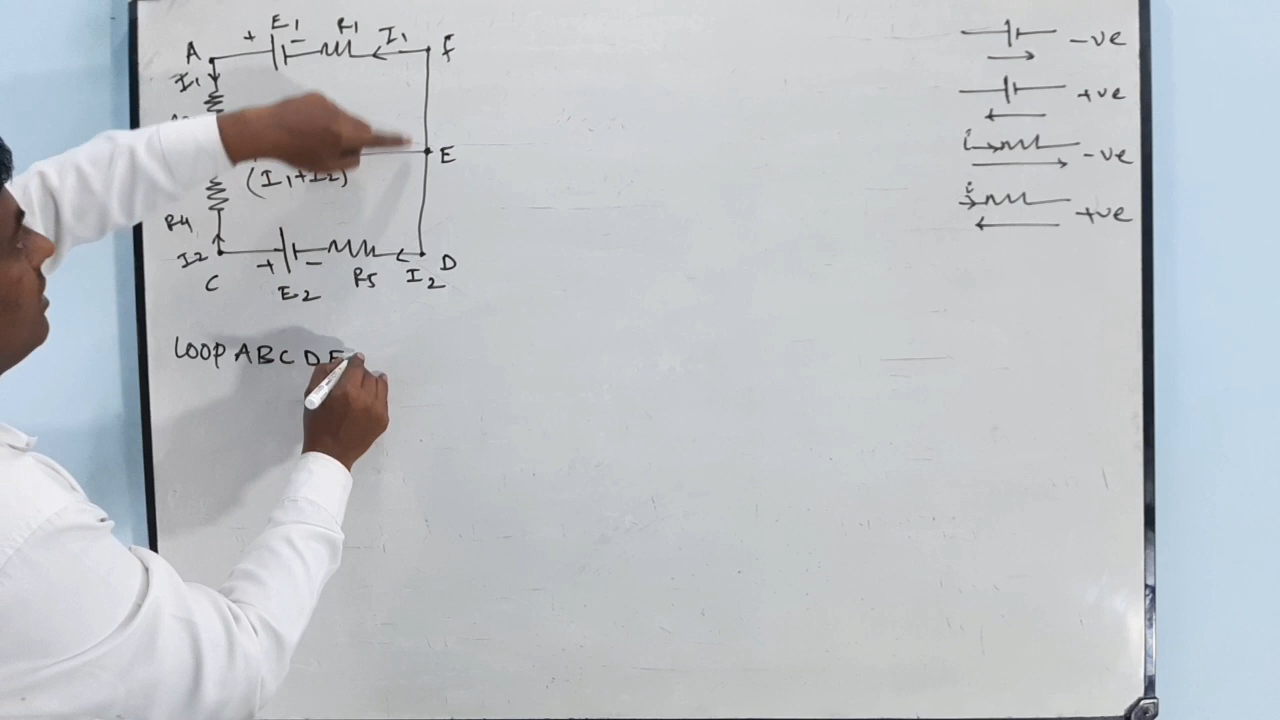 E1 R1 I1
A + - F
I1
E
(I1+I2)
R4
I2 + - I2 D
C E2 R5
LOOP ABCDE
-ve
+ve
i -ve
i +ve